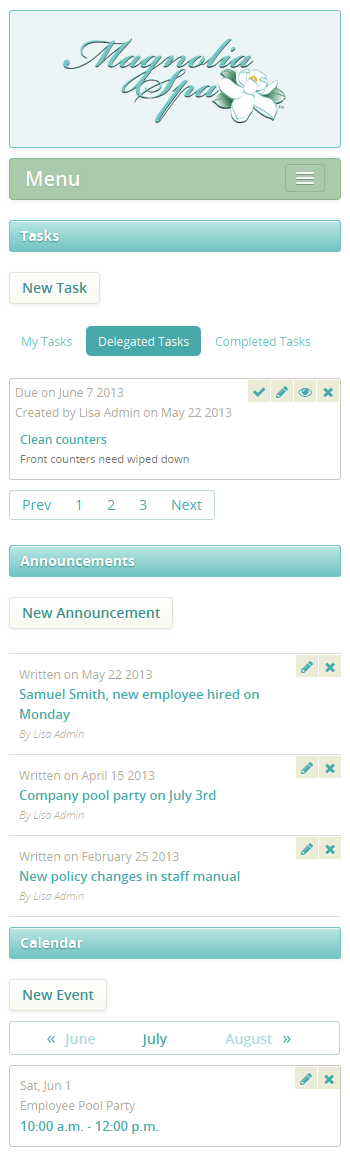 Magnolia
Spa
™
Menu
Tasks
New Task
My Tasks Delegated Tasks Completed Tasks
Due on June 7 2013
Created by Lisa Admin on May 22 2013
Clean counters
Front counters need wiped down
Prev 1 2 3 Next
Announcements
New Announcement
Written on May 22 2013
Samuel Smith, new employee hired on
Monday
By Lisa Admin
Written on April 15 2013
Company pool party on July 3rd
By Lisa Admin
Written on February 25 2013
New policy changes in staff manual
By Lisa Admin
Calendar
New Event
« June July August »
Sat, Jun 1
Employee Pool Party
10:00 a.m. - 12:00 p.m.